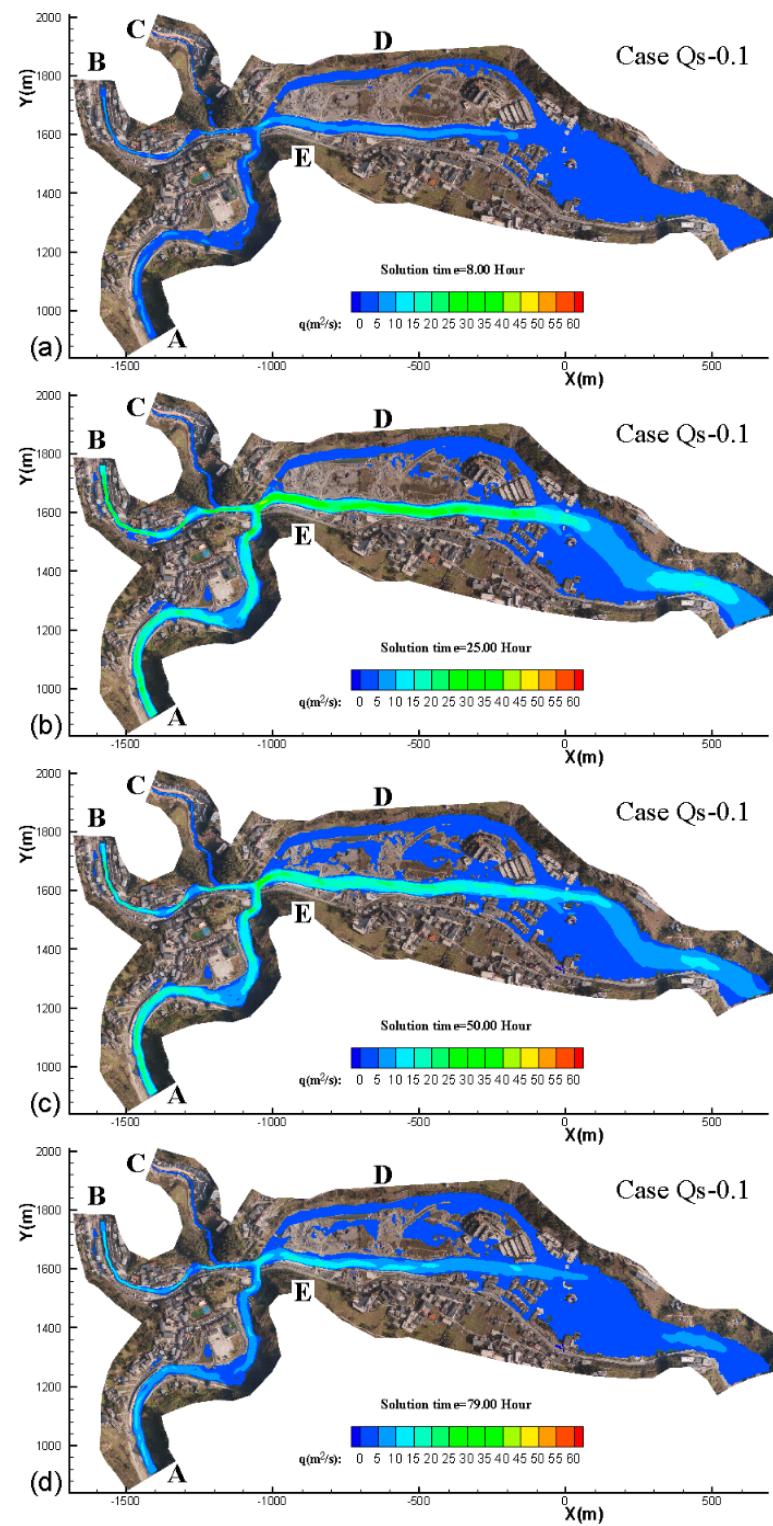 2000
C
D
Case Qs-0.1
B
1800
Y(m)
1600
E
1400
1200
Solution time=8.00 Hour
1000
q(m²/s): 0 5 10 15 20 25 30 35 40 45 50 55 60
A
(a)
-1500 -1000 -500 0 500
X(m)
2000
C
D
Case Qs-0.1
B
1800
Y(m)
1600
E
1400
1200
Solution time=25.00 Hour
1000
q(m²/s): 0 5 10 15 20 25 30 35 40 45 50 55 60
A
(b)
-1500 -1000 -500 0 500
X(m)
2000
C
D
Case Qs-0.1
B
1800
Y(m)
1600
E
1400
1200
Solution time=50.00 Hour
1000
q(m²/s): 0 5 10 15 20 25 30 35 40 45 50 55 60
A
(c)
-1500 -1000 -500 0 500
X(m)
2000
C
D
Case Qs-0.1
B
1800
Y(m)
1600
E
1400
1200
Solution time=79.00 Hour
1000
q(m²/s): 0 5 10 15 20 25 30 35 40 45 50 55 60
A
(d)
-1500 -1000 -500 0 500
X(m)